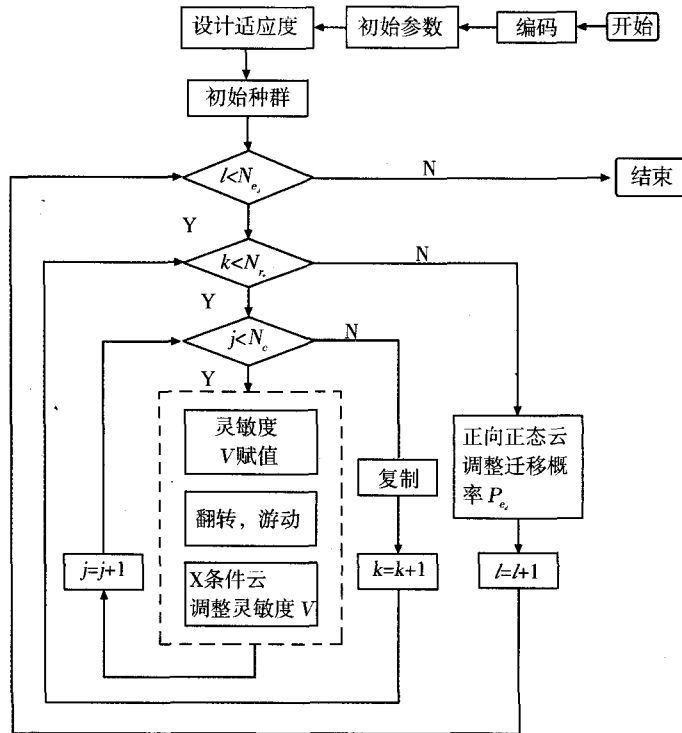 设计适应度
初始参数
编码
开始
初始种群
l<N_{ed}
N
结束
Y
k<N_{re}
N
Y
j<N_c
N
Y
灵敏度
V赋值
翻转，游动
X条件云
调整灵敏度 V
j=j+1
复制
k=k+1
正向正态云
调整迁移概
率 P_{ed}
l=l+1